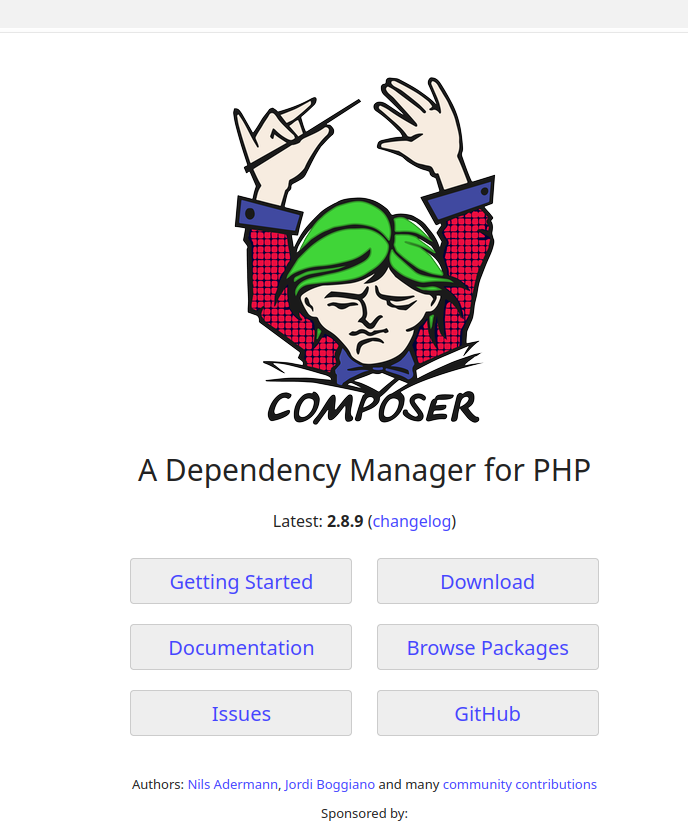 COMPOSER
A Dependency Manager for PHP
Latest: 2.8.9 (changelog)
Getting Started
Download
Documentation
Browse Packages
Issues
GitHub
Authors: Nils Adermann, Jordi Boggiano and many community contributions
Sponsored by: